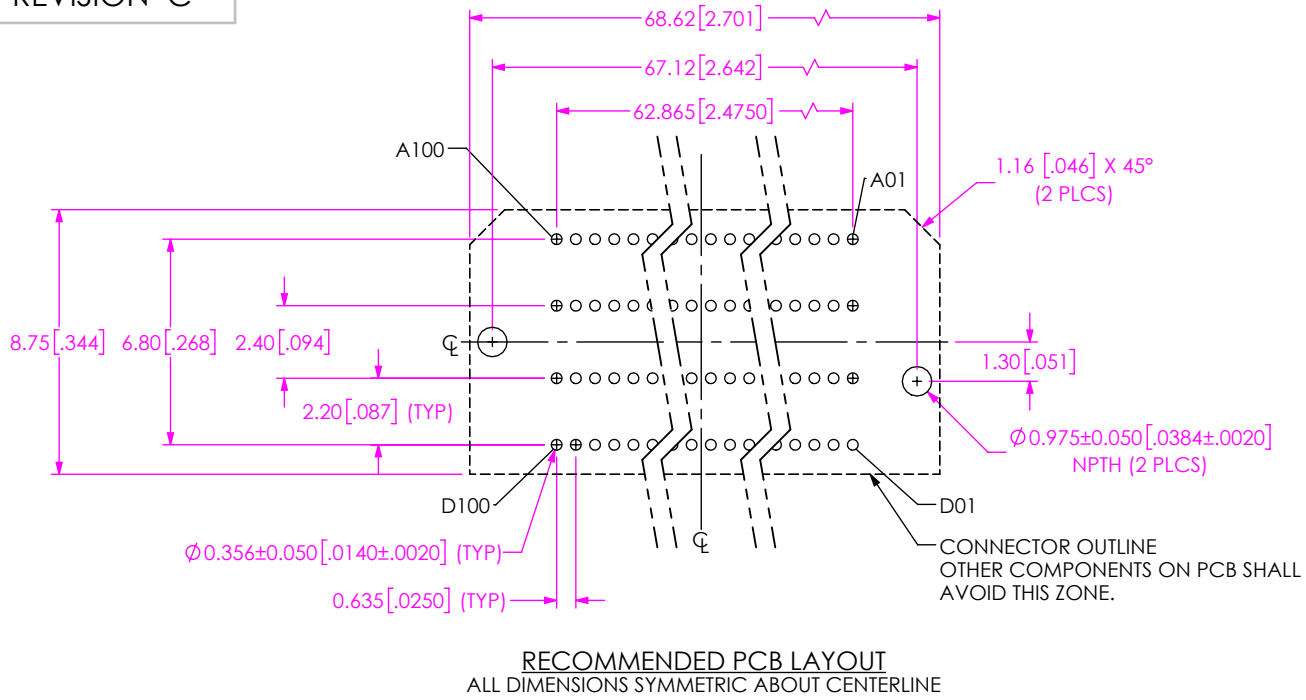 REVISION C
68.62[2.701]
67.12[2.642]
62.865[2.4750]
A100
A01
1.16 [.046] X 45°
(2 PLCS)
8.75[.344]
6.80[.268]
2.40[.094]
℄
1.30[.051]
2.20[.087] (TYP)
Ø0.975±0.050[.0384±.0020]
NPTH (2 PLCS)
D100
D01
Ø0.356±0.050[.0140±.0020] (TYP)
℄
CONNECTOR OUTLINE
OTHER COMPONENTS ON PCB SHALL
AVOID THIS ZONE.
0.635[.0250] (TYP)
RECOMMENDED PCB LAYOUT
ALL DIMENSIONS SYMMETRIC ABOUT CENTERLINE